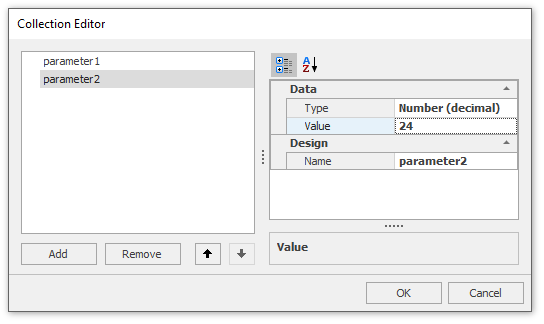 Collection Editor
parameter1
parameter2
Add
Remove
A
Z
Data
Type Number (decimal)
Value 24
Design
Name parameter2
Value
OK
Cancel